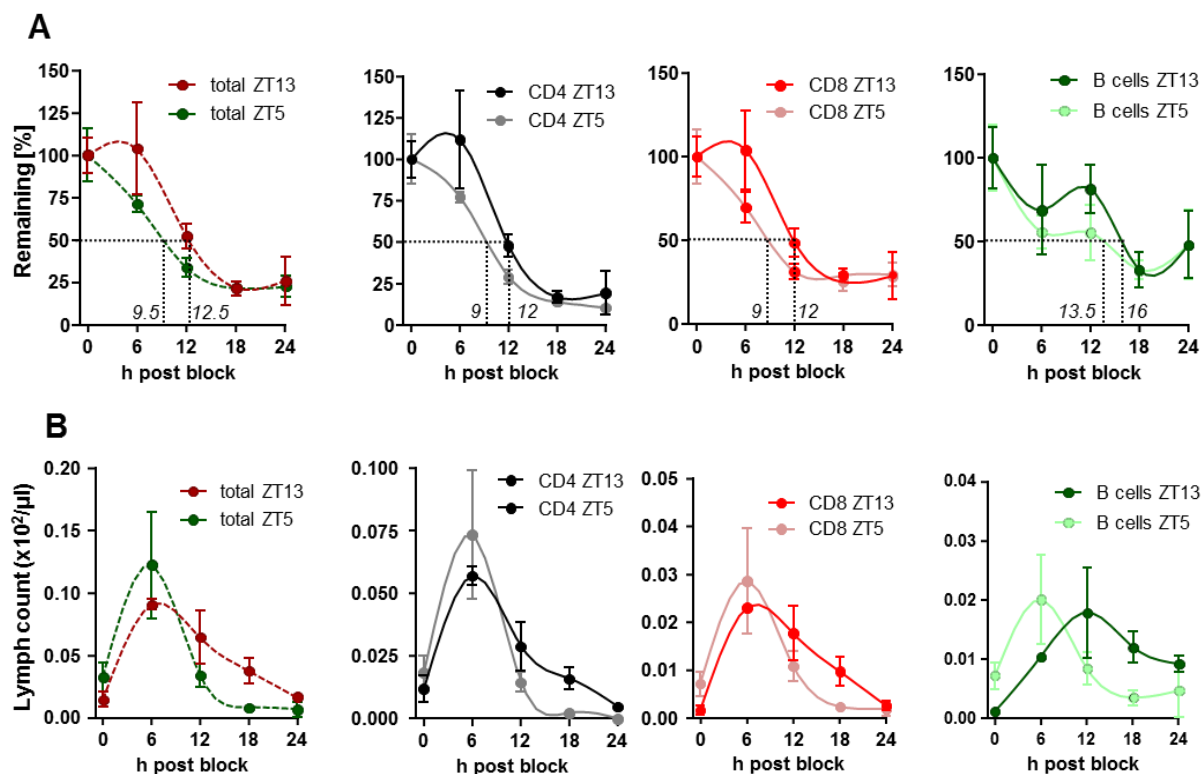 A
Remaining [%]
150
125
100
75
50
25
0
total ZT13
total ZT5
9.5
12.5
0 6 12 18 24
h post block
150
125
100
75
50
25
0
CD4 ZT13
CD4 ZT5
9
12
0 6 12 18 24
h post block
150
100
50
0
CD8 ZT13
CD8 ZT5
9
12
0 6 12 18 24
h post block
150
100
50
0
B cells ZT13
B cells ZT5
13.5
16
0 6 12 18 24
h post block
B
Lymph count (x10²/µl)
0.20
0.15
0.10
0.05
0.00
total ZT13
total ZT5
0 6 12 18 24
h post block
0.100
0.075
0.050
0.025
0.000
CD4 ZT13
CD4 ZT5
0 6 12 18 24
h post block
0.05
0.04
0.03
0.02
0.01
0.00
CD8 ZT13
CD8 ZT5
0 6 12 18 24
h post block
0.04
0.03
0.02
0.01
0.00
B cells ZT13
B cells ZT5
0 6 12 18 24
h post block